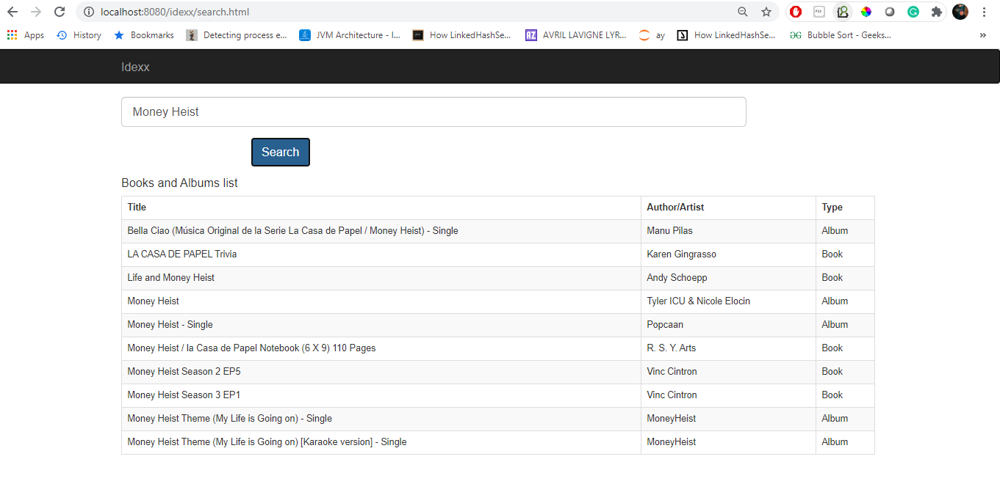 localhost:8080/idexx/search.html
Apps History Bookmarks Detecting process e... JVM Architecture - I... How LinkedHashSe... AVRIL LAVIGNE LYR... ay How LinkedHashSe... Bubble Sort - Geeks... »
Idexx
Money Heist
Search
Books and Albums list
Title Author/Artist Type
Bella Ciao (Música Original de la Serie La Casa de Papel / Money Heist) - Single Manu Pilas Album
LA CASA DE PAPEL Trivia Karen Gingrasso Book
Life and Money Heist Andy Schoepp Book
Money Heist Tyler ICU & Nicole Elocin Album
Money Heist - Single Popcaan Album
Money Heist / la Casa de Papel Notebook (6 X 9) 110 Pages R. S. Y. Arts Book
Money Heist Season 2 EP5 Vinc Cintron Book
Money Heist Season 3 EP1 Vinc Cintron Book
Money Heist Theme (My Life is Going on) - Single MoneyHeist Album
Money Heist Theme (My Life is Going on) [Karaoke version] - Single MoneyHeist Album